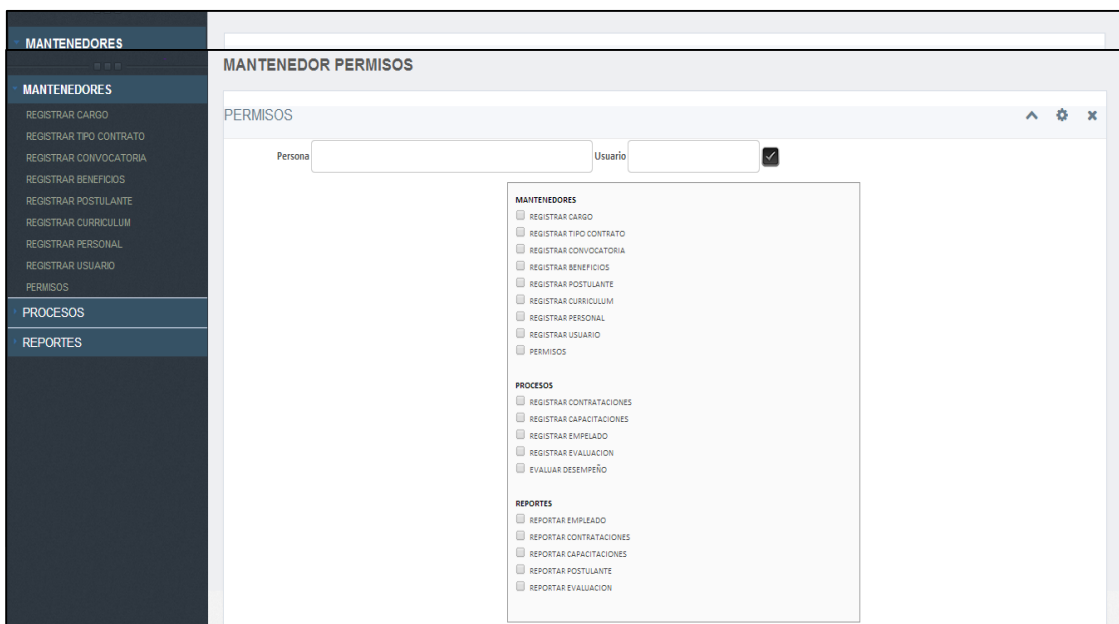 MANTENEDORES
MANTENEDORES
REGISTRAR CARGO
REGISTRAR TIPO CONTRATO
REGISTRAR CONVOCATORIA
REGISTRAR BENEFICIOS
REGISTRAR POSTULANTE
REGISTRAR CURRICULUM
REGISTRAR PERSONAL
REGISTRAR USUARIO
PERMISOS
PROCESOS
REPORTES
MANTENEDOR PERMISOS
PERMISOS
Persona Usuario
MANTENEDORES
REGISTRAR CARGO
REGISTRAR TIPO CONTRATO
REGISTRAR CONVOCATORIA
REGISTRAR BENEFICIOS
REGISTRAR POSTULANTE
REGISTRAR CURRICULUM
REGISTRAR PERSONAL
REGISTRAR USUARIO
PERMISOS
PROCESOS
REGISTRAR CONTRATACIONES
REGISTRAR CAPACITACIONES
REGISTRAR EMPELADO
REGISTRAR EVALUACION
EVALUAR DESEMPEÑO
REPORTES
REPORTAR EMPLEADO
REPORTAR CONTRATACIONES
REPORTAR CAPACITACIONES
REPORTAR POSTULANTE
REPORTAR EVALUACION